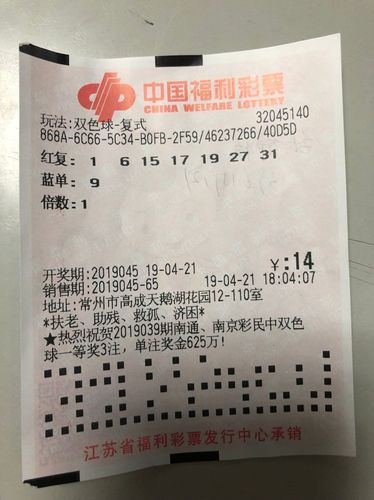 中国福利彩票
CHINA WELFARE LOTTERY
玩法:双色球-复式 32045140
868A-6C66-5C34-B0FB-2F59/46237266/40D5D
红复: 1 6 15 17 19 27 31
蓝单: 9
倍数:1
开奖期:2019045 19-04-21 ¥:14
销售期:2019045-65 19-04-21 18:04:07
地址:常州市高成天鹅湖花园12-110室
*扶老、助残、救孤、济困*
★热烈祝贺2019039期南通、南京彩民中双色
球一等奖3注，单注奖金625万!
江苏省福利彩票发行中心承销